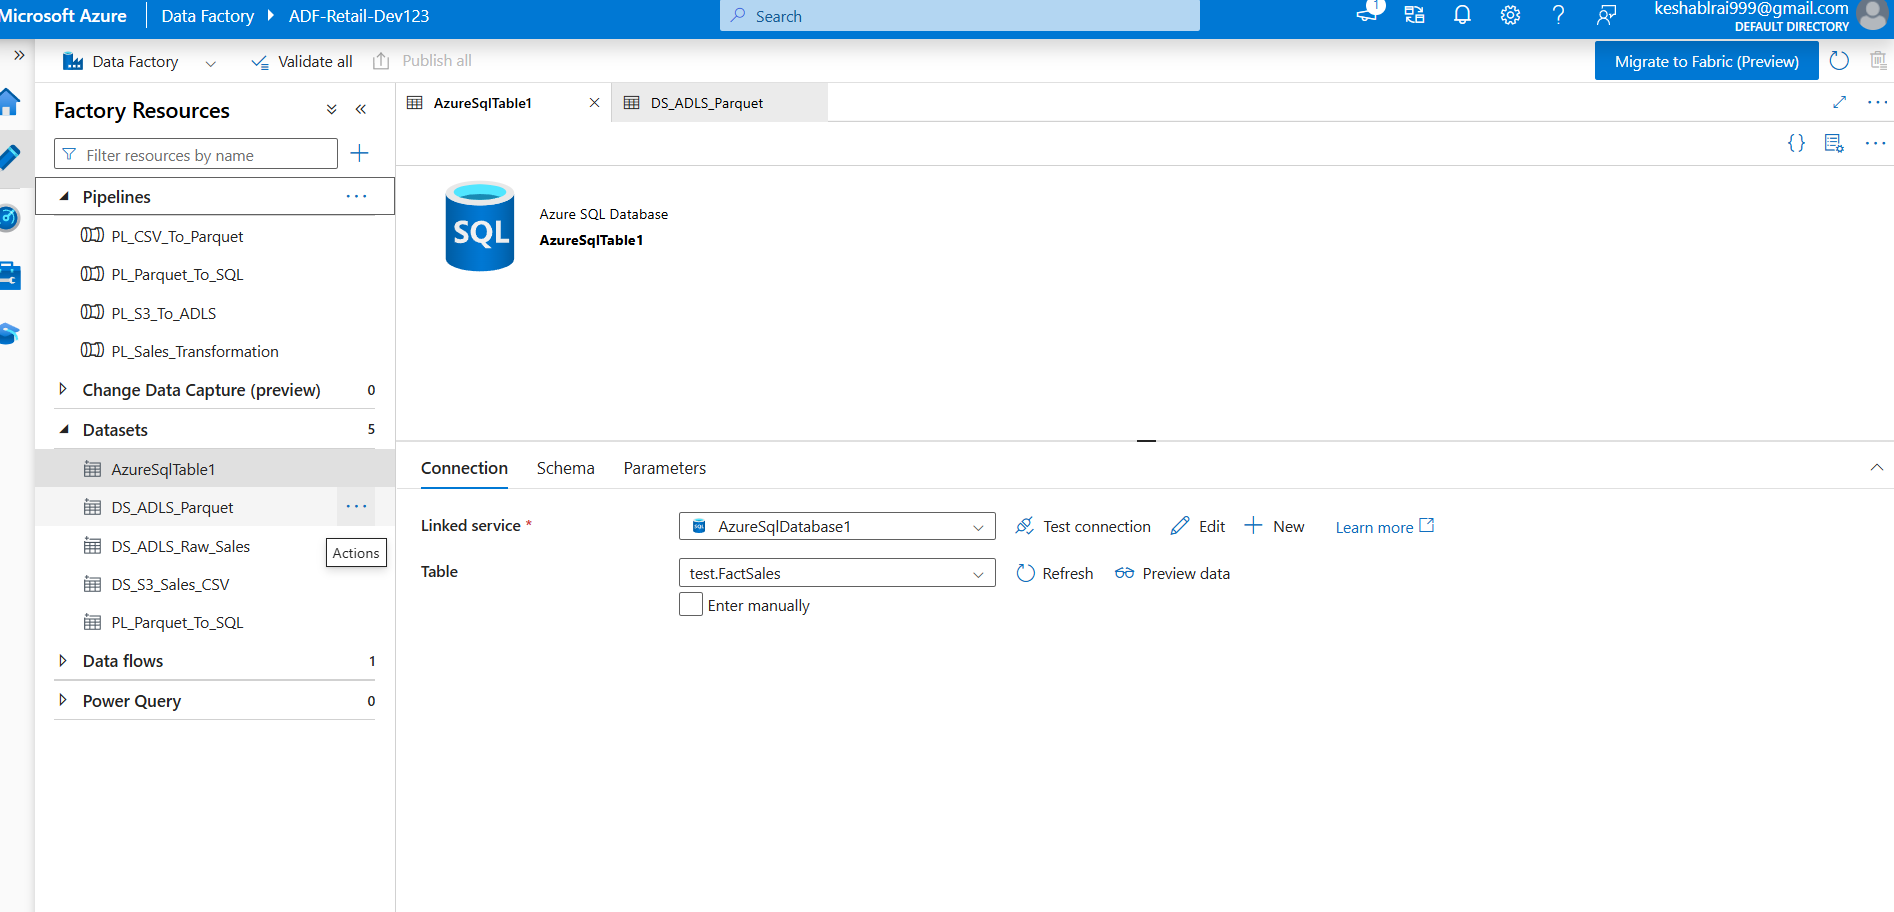 Microsoft Azure
Data Factory
ADF-Retail-Dev123
Search
1
keshablrai999@gmail.com
DEFAULT DIRECTORY
Data Factory
Validate all
Publish all
Migrate to Fabric (Preview)
Factory Resources
Filter resources by name
Pipelines
PL_CSV_To_Parquet
PL_Parquet_To_SQL
PL_S3_To_ADLS
PL_Sales_Transformation
Change Data Capture (preview) 0
Datasets 5
AzureSqlTable1
DS_ADLS_Parquet
DS_ADLS_Raw_Sales
Actions
DS_S3_Sales_CSV
PL_Parquet_To_SQL
Data flows 1
Power Query 0
AzureSqlTable1
DS_ADLS_Parquet
SQL
Azure SQL Database
AzureSqlTable1
Connection Schema Parameters
Linked service * AzureSqlDatabase1 Test connection Edit New Learn more
Table test.FactSales Refresh Preview data
Enter manually